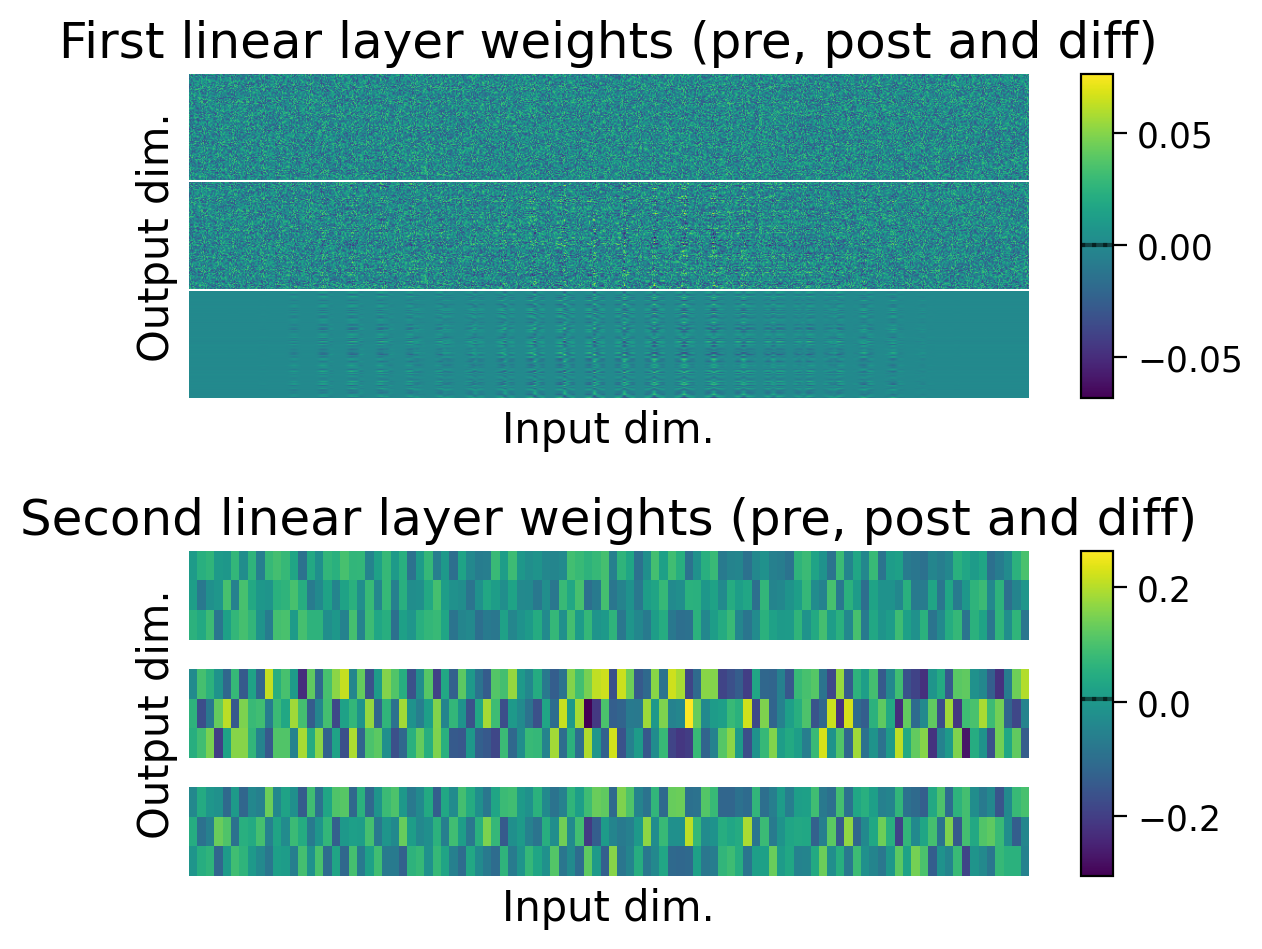 First linear layer weights (pre, post and diff)
Output dim.
0.05
0.00
−0.05
Input dim.
Second linear layer weights (pre, post and diff)
Output dim.
0.2
0.0
−0.2
Input dim.